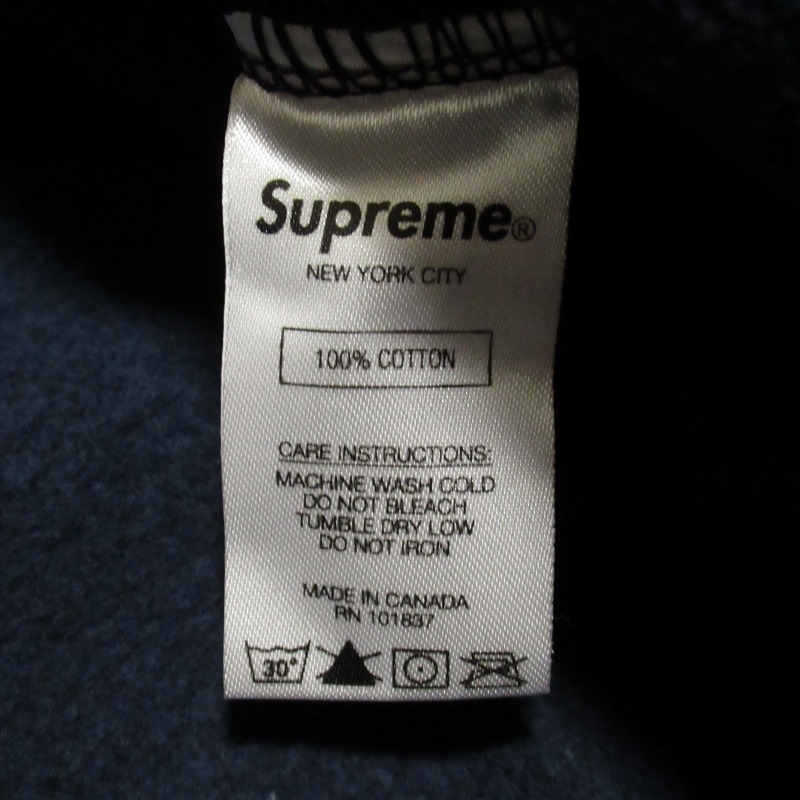 Supreme®
NEW YORK CITY
100% COTTON
CARE INSTRUCTIONS:
MACHINE WASH COLD
DO NOT BLEACH
TUMBLE DRY LOW
DO NOT IRON
MADE IN CANADA
RN 101837
30°